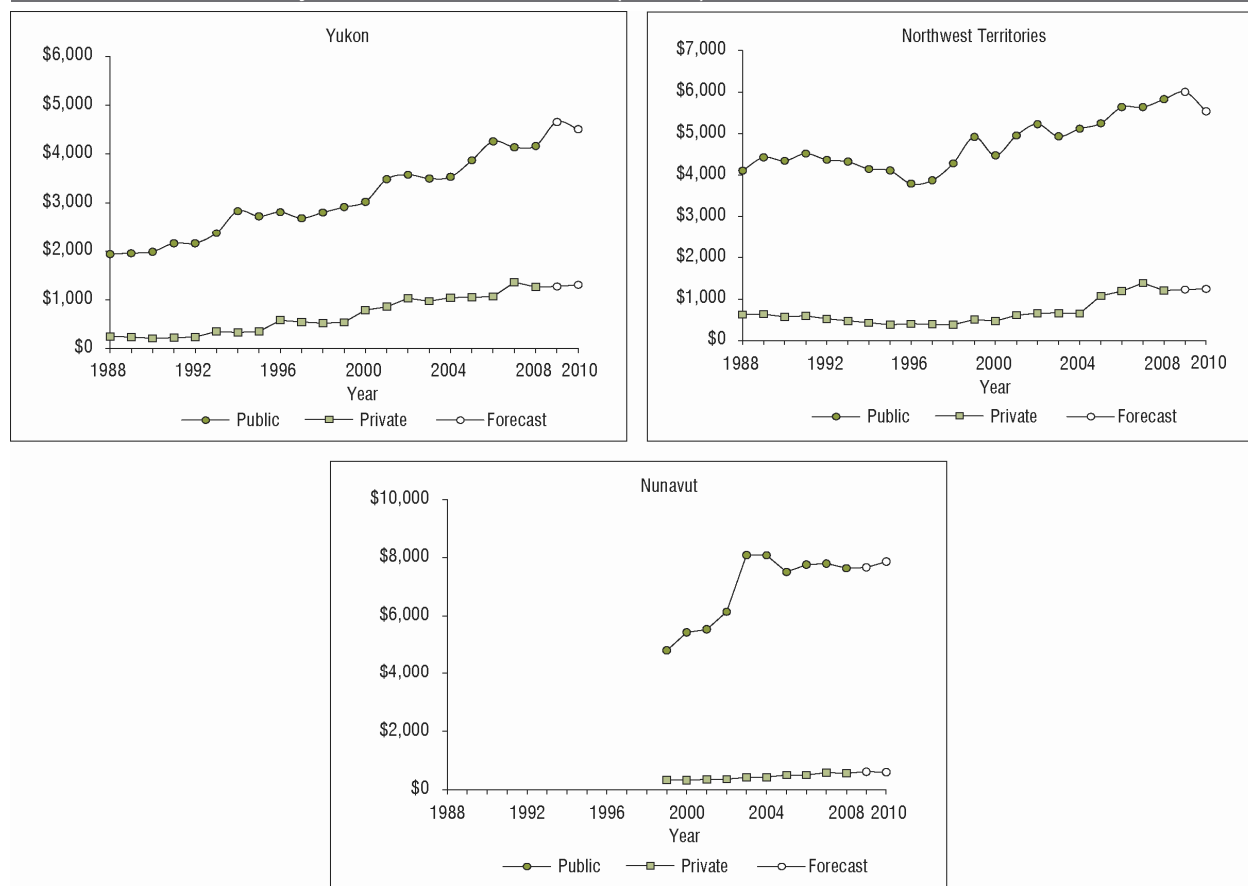 Yukon
$6,000
$5,000
$4,000
$3,000
$2,000
$1,000
$0
1988 1992 1996 2000 2004 2008 2010
Year
Public Private Forecast
Northwest Territories
$7,000
$6,000
$5,000
$4,000
$3,000
$2,000
$1,000
$0
1988 1992 1996 2000 2004 2008 2010
Year
Public Private Forecast
Nunavut
$10,000
$8,000
$6,000
$4,000
$2,000
$0
1988 1992 1996 2000 2004 2008 2010
Year
Public Private Forecast